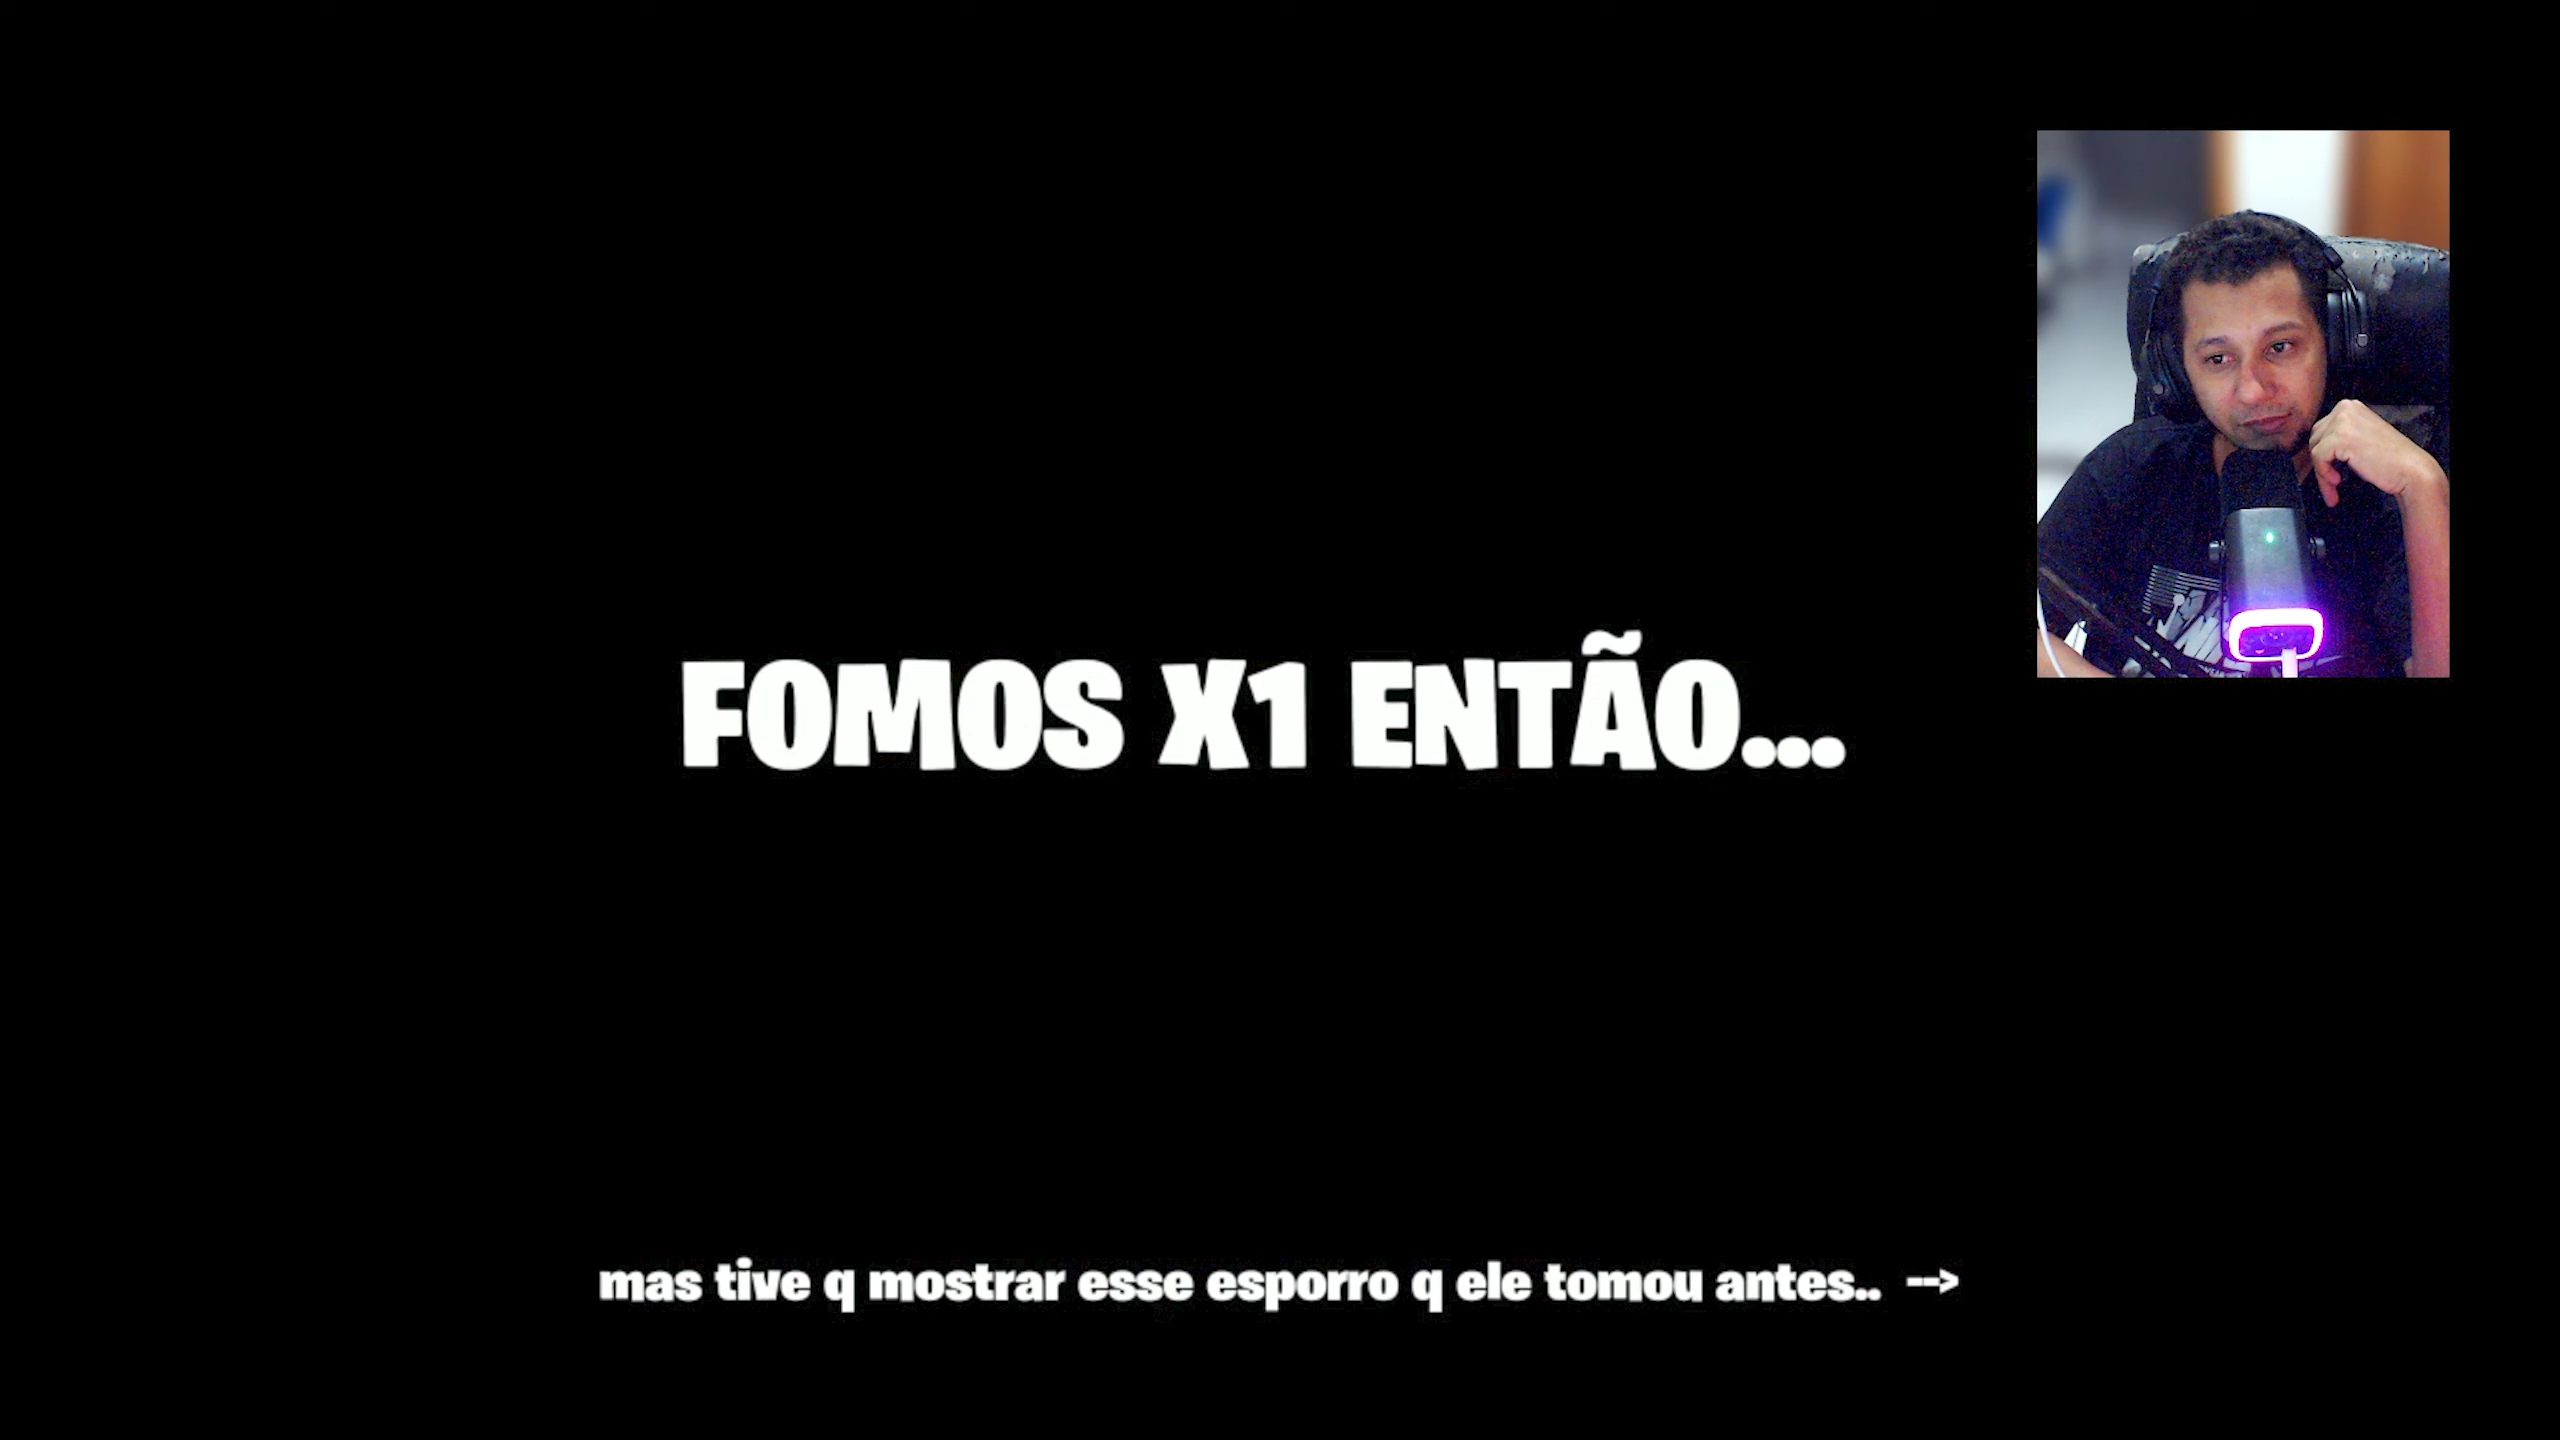 FOMOS X1 ENTÃO...
mas tive q mostrar esse esporro q ele tomou antes.. -->